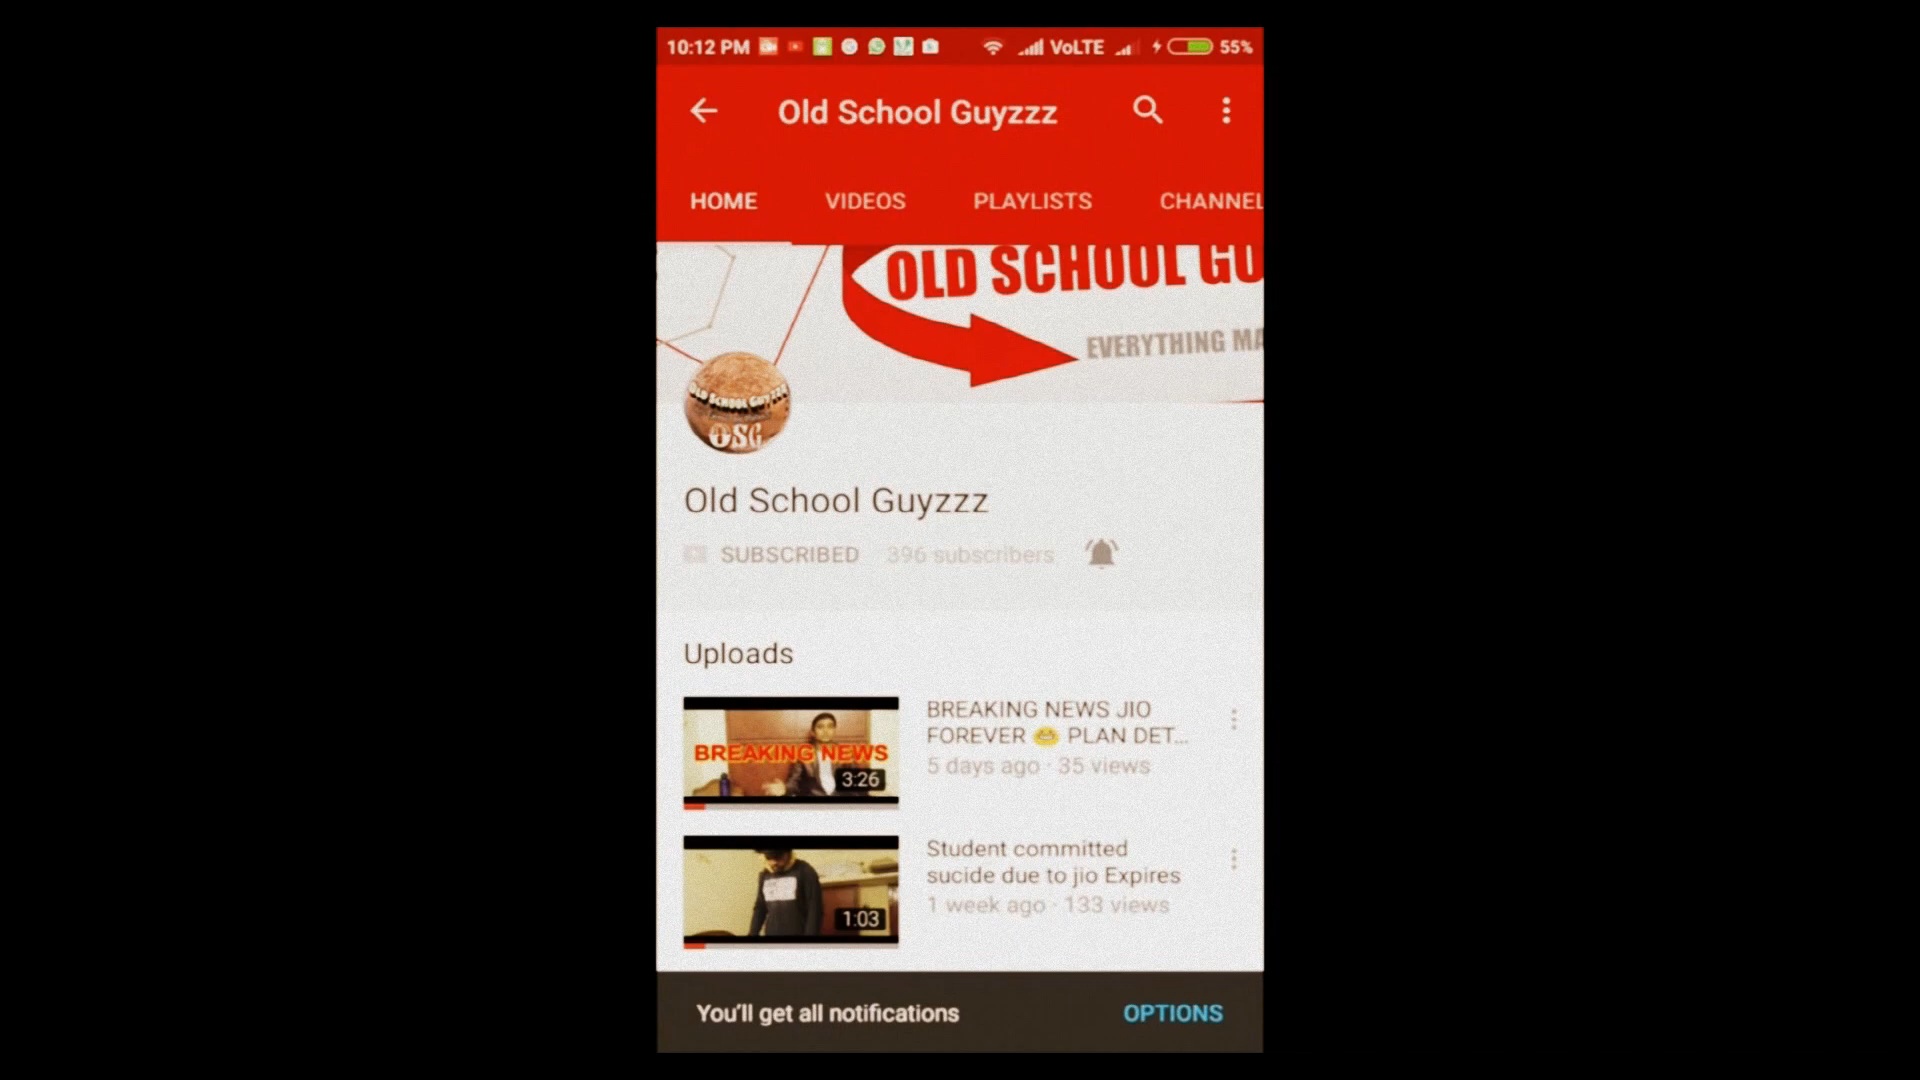 10:12 PM VoLTE 55%
Old School Guyzzz
HOME VIDEOS PLAYLISTS CHANNEL
OLD SCHOOL GU
EVERYTHING MA
OLD SCHOOL GUYZZZ
OSG
Old School Guyzzz
SUBSCRIBED 396 subscribers
Uploads
BREAKING NEWS
3:26
BREAKING NEWS JIO
FOREVER 😂 PLAN DET...
5 days ago · 35 views
1:03
Student committed
sucide due to jio Expires
1 week ago · 133 views
You'll get all notifications OPTIONS